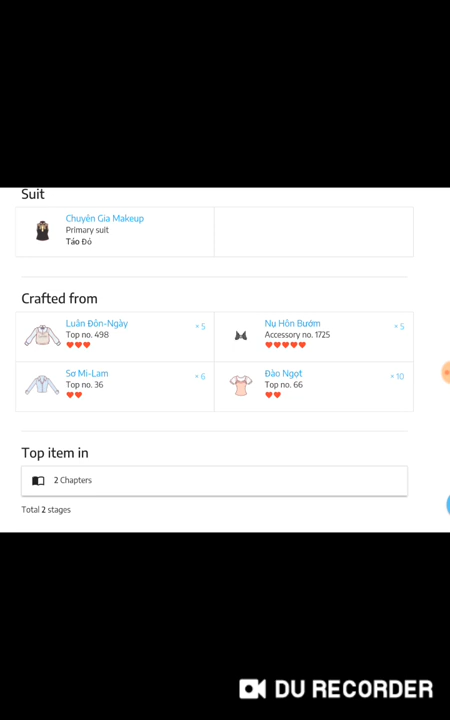 Suit
Chuyên Gia Makeup
Primary suit
Táo Đỏ
Crafted from
Luân Đôn-Ngày
× 5
Top no. 498
Nụ Hôn Bướm
× 5
Accessory no. 1725
Sơ Mi-Lam
× 6
Top no. 36
Đào Ngọt
× 10
Top no. 66
Top item in
2 Chapters
Total 2 stages
DU RECORDER